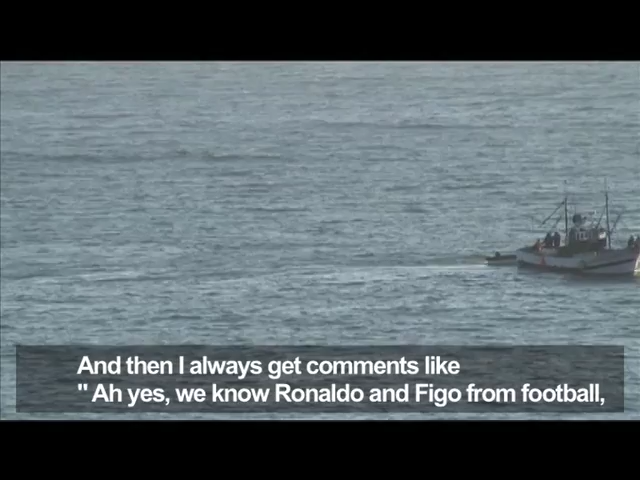 And then I always get comments like
" Ah yes, we know Ronaldo and Figo from football,